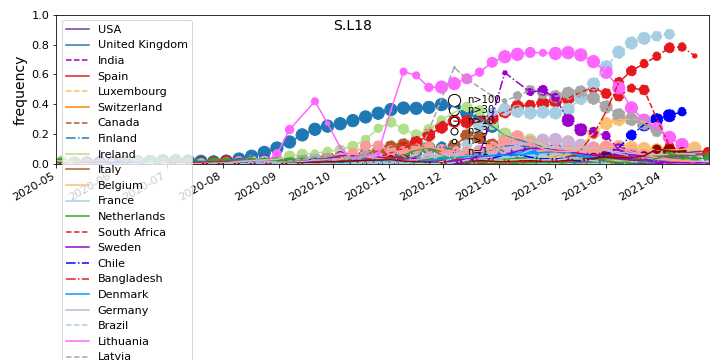 S.L18
frequency
1.0
0.8
0.6
0.4
0.2
0.0
2020-05
2020-07
2020-08
2020-09
2020-10
2020-11
2020-12
2021-01
2021-02
2021-03
2021-04
USA
United Kingdom
India
Spain
Luxembourg
Switzerland
Canada
Finland
Ireland
Italy
Belgium
France
Netherlands
South Africa
Sweden
Chile
Bangladesh
Denmark
Germany
Brazil
Lithuania
Latvia
n>100
n>30
n>10
n>3
n=1